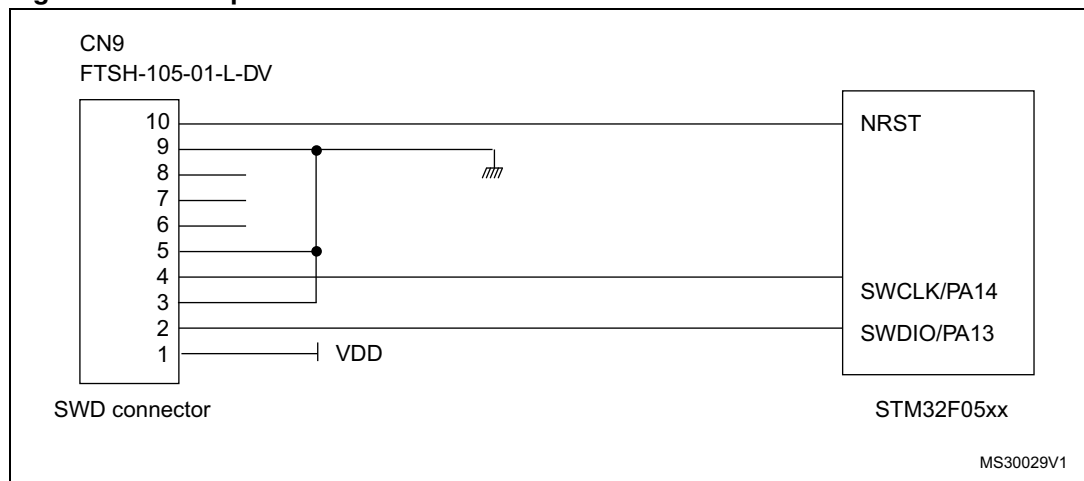 CN9
FTSH-105-01-L-DV
10
9
8
7
6
5
4
3
2
1
VDD
NRST
SWCLK/PA14
SWDIO/PA13
SWD connector
STM32F05xx
MS30029V1